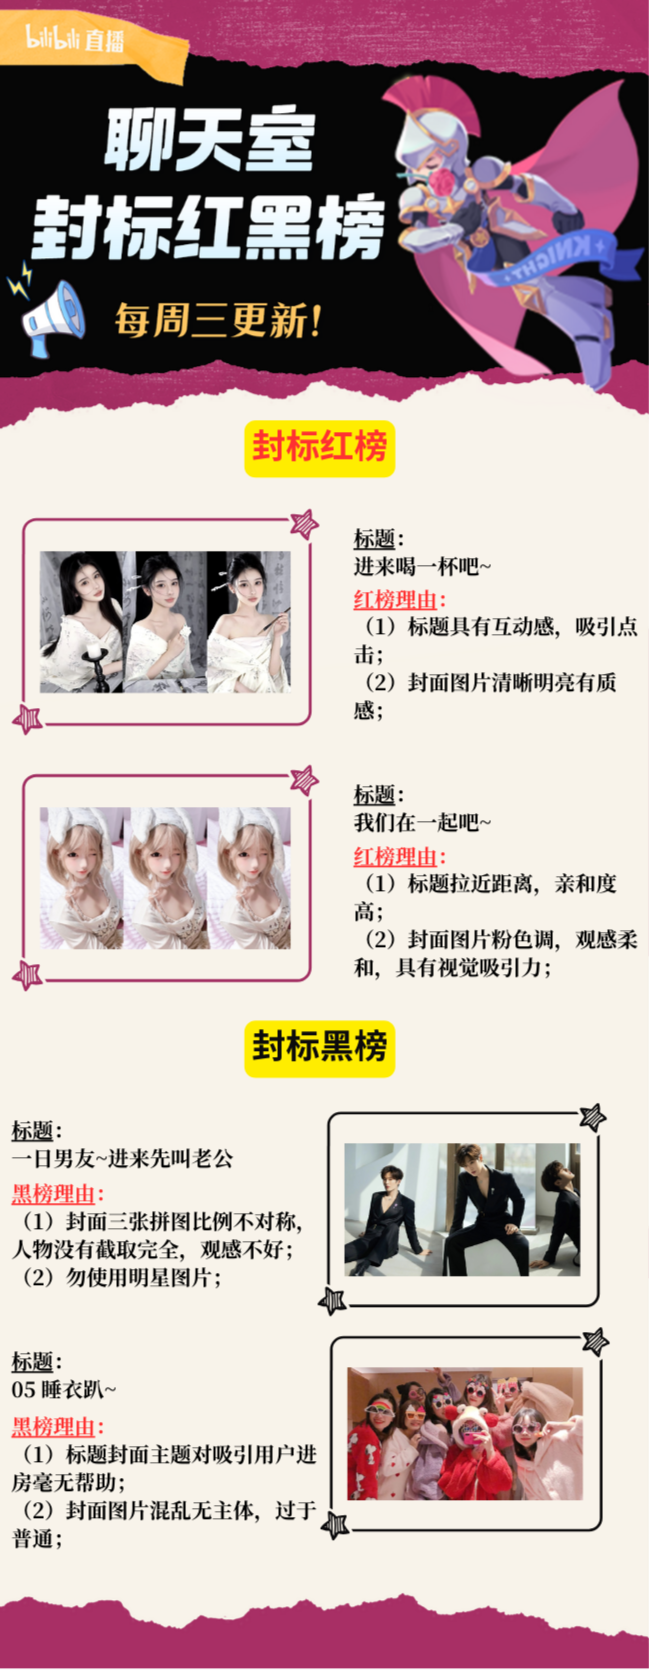 bilibili 直播
聊天室
封标红黑榜
KNIGHT
每周三更新!
封标红榜
标题：
进来喝一杯吧~
红榜理由：
（1）标题具有互动感，吸引点
击；
（2）封面图片清晰明亮有质
感；
标题：
我们在一起吧~
红榜理由：
（1）标题拉近距离，亲和度
高；
（2）封面图片粉色调，观感柔
和，具有视觉吸引力；
封标黑榜
标题：
一日男友~进来先叫老公
黑榜理由：
（1）封面三张拼图比例不对称，
人物没有截取完全，观感不好；
（2）勿使用明星图片；
标题：
05 睡衣趴~
黑榜理由：
（1）标题封面主题对吸引用户进
房毫无帮助；
（2）封面图片混乱无主体，过于
普通；